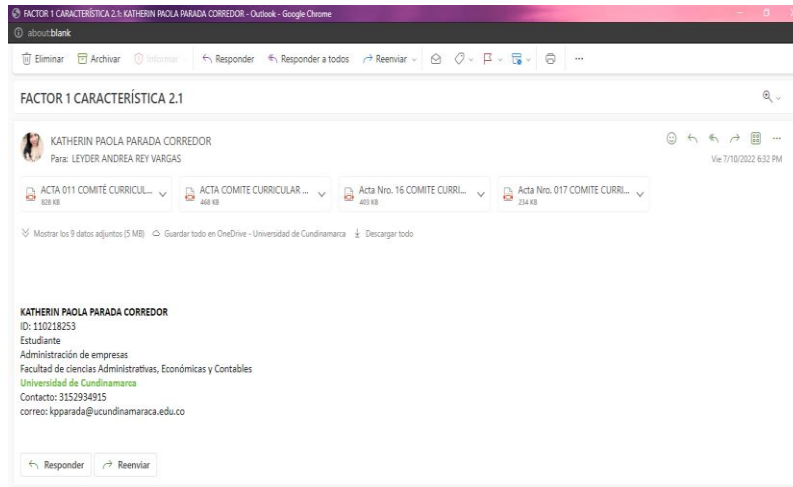 FACTOR 1 CARACTERÍSTICA 2.1: KATHERIN PAOLA PARADA CORREDOR - Outlook - Google Chrome
about:blank
Eliminar Archivar Informar Responder Responder a todos Reenviar
FACTOR 1 CARACTERÍSTICA 2.1
KATHERIN PAOLA PARADA CORREDOR
Para: LEYDER ANDREA REY VARGAS
Vie 7/10/2022 6:32 PM
ACTA 011 COMITÉ CURRICUL... ACTA COMITE CURRICULAR ... Acta Nro. 16 COMITE CURRI... Acta Nro. 017 COMITE CURRI...
828 KB 468 KB 403 KB 234 KB
Mostrar los 9 datos adjuntos (5 MB) Guardar todo en OneDrive - Universidad de Cundinamarca Descargar todo
KATHERIN PAOLA PARADA CORREDOR
ID: 110218253
Estudiante
Administración de empresas
Facultad de ciencias Administrativas, Económicas y Contables
Universidad de Cundinamarca
Contacto: 3152934915
correo: kpparada@ucundinamaraca.edu.co
Responder Reenviar